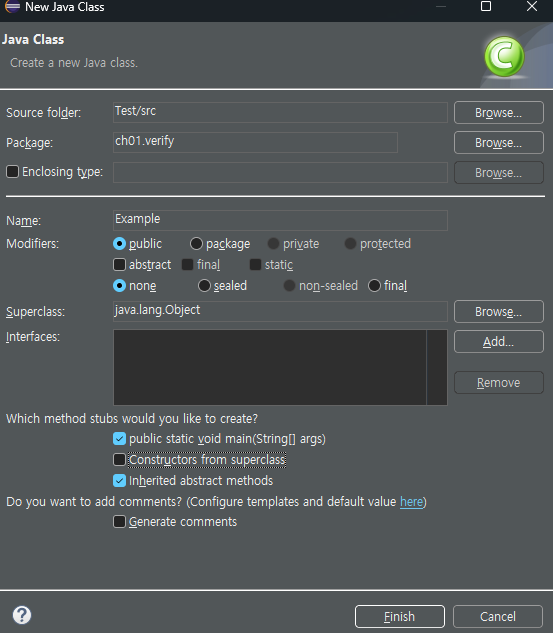 New Java Class
Java Class
Create a new Java class.
C
Source folder: Test/src Browse...
Package: ch01.verify Browse...
Enclosing type: Browse...
Name: Example
Modifiers: public package private protected
abstract final static
none sealed non-sealed final
Superclass: java.lang.Object Browse...
Interfaces: Add...
Remove
Which method stubs would you like to create?
public static void main(String[] args)
Constructors from superclass
Inherited abstract methods
Do you want to add comments? (Configure templates and default value here)
Generate comments
? Finish Cancel